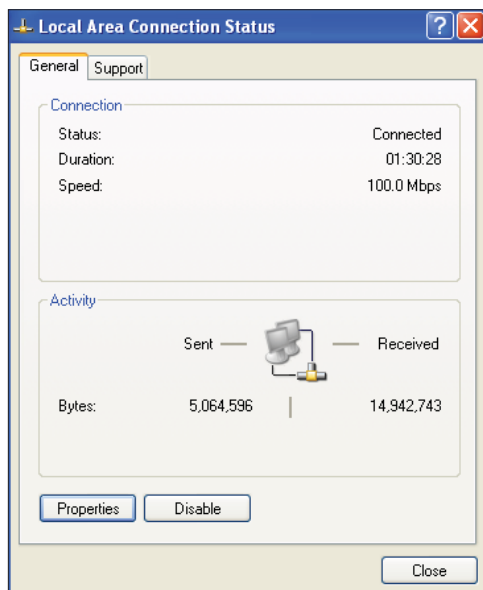 Local Area Connection Status
?
General Support
Connection
Status: Connected
Duration: 01:30:28
Speed: 100.0 Mbps
Activity
Sent Received
Bytes: 5,064,596 14,942,743
Properties Disable
Close